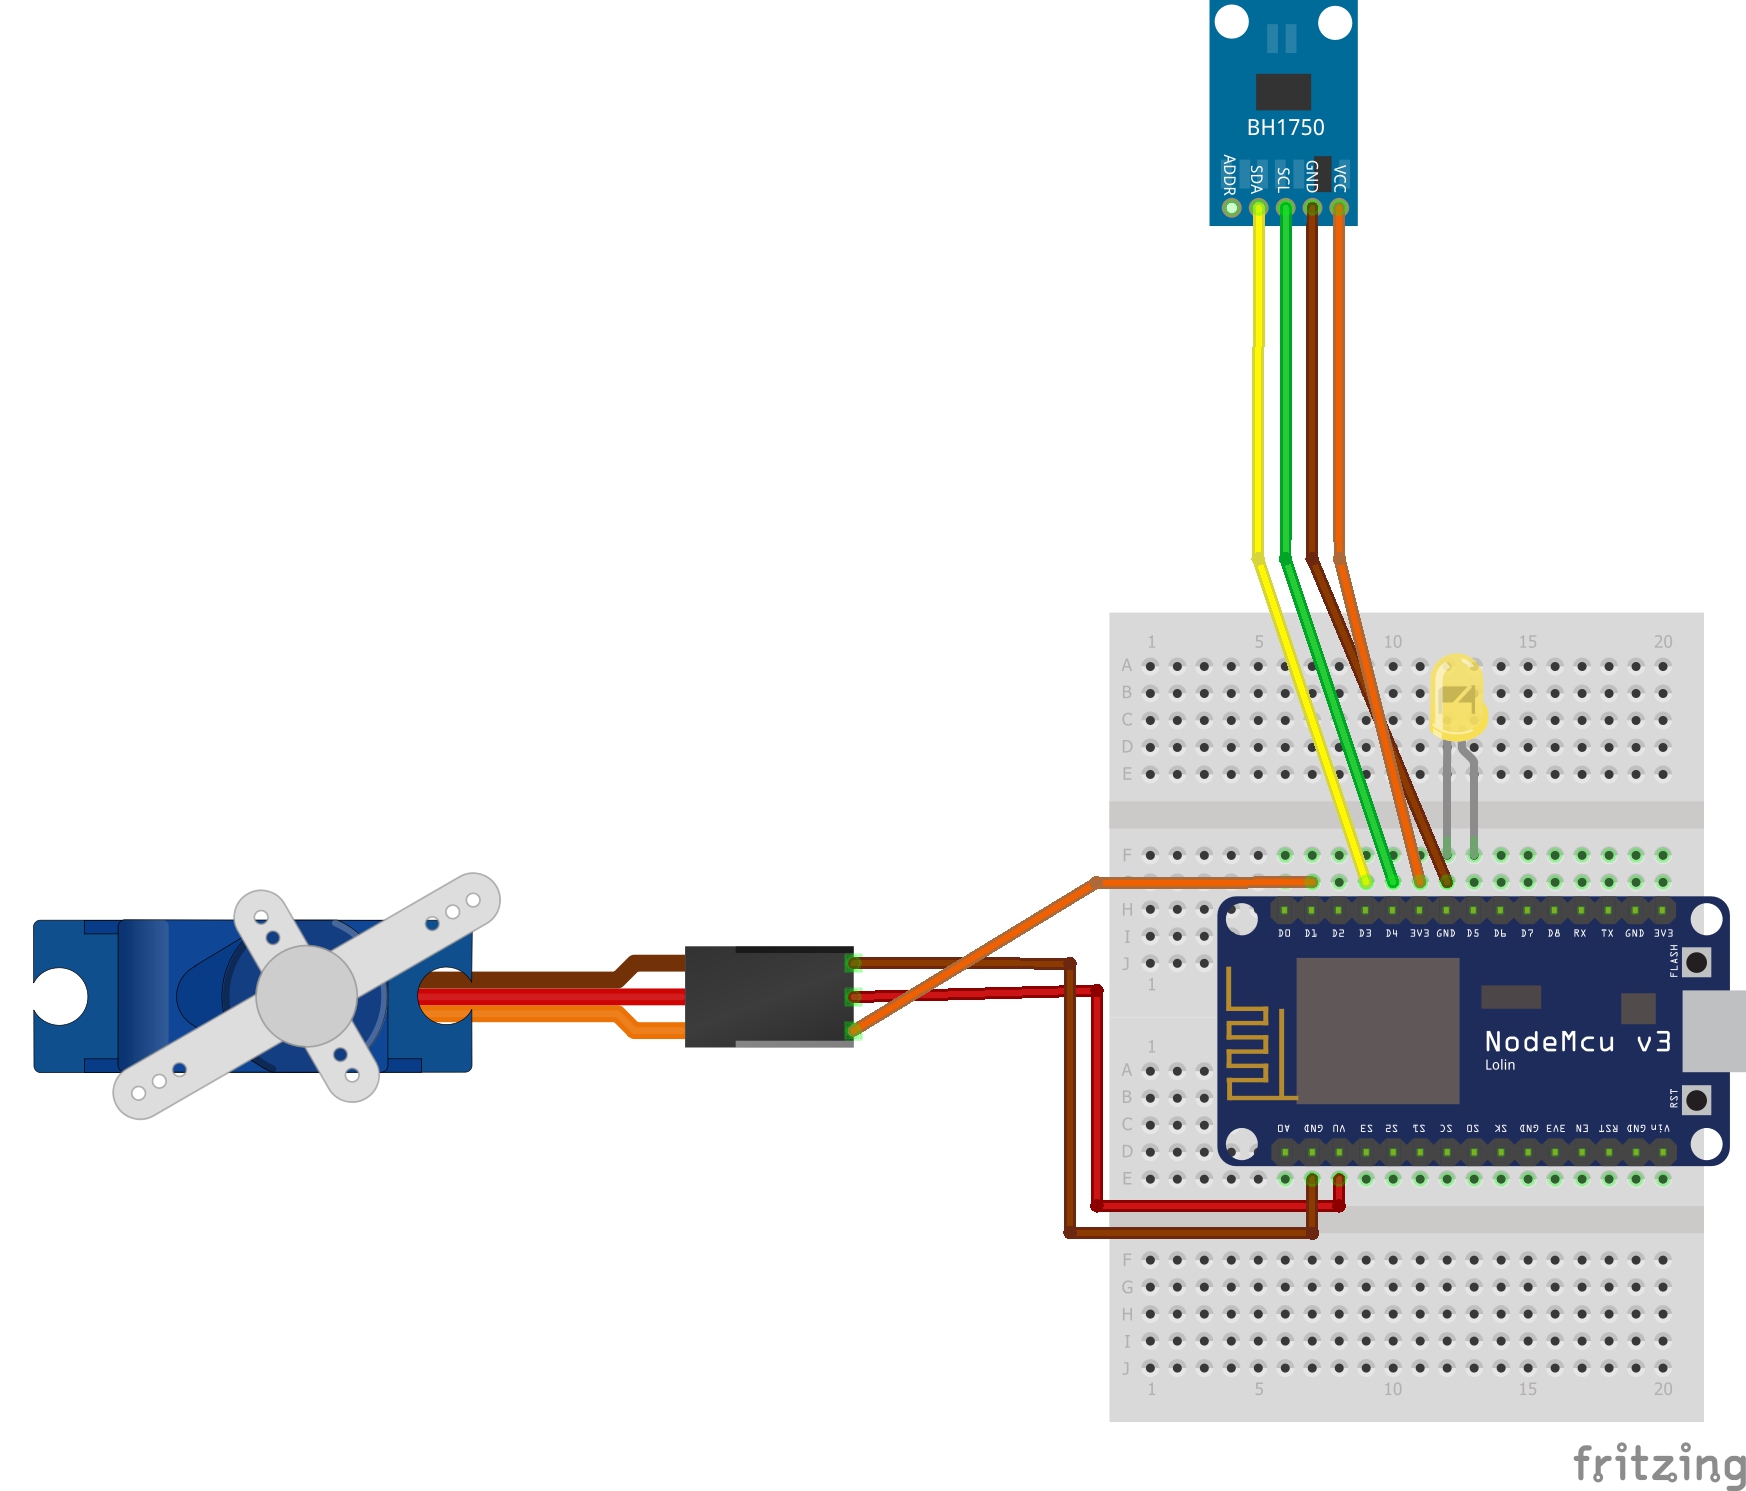 BH1750
ADDR SDA SCL GND VCC
1 5 10 15 20
A
B
C
D
E
F
H
I
J
1
D0 D1 D2 D3 D4 3V3 GND D5 D6 D7 D8 RX TX GND 3V3
FLASH
NodeMcu v3
Lolin
RST
A0 GND VU S3 S2 S1 SC S0 SK GND 3V3 EN RST GND Vin
1
A
B
C
D
E
F
G
H
I
J
1 5 10 15 20
fritzing